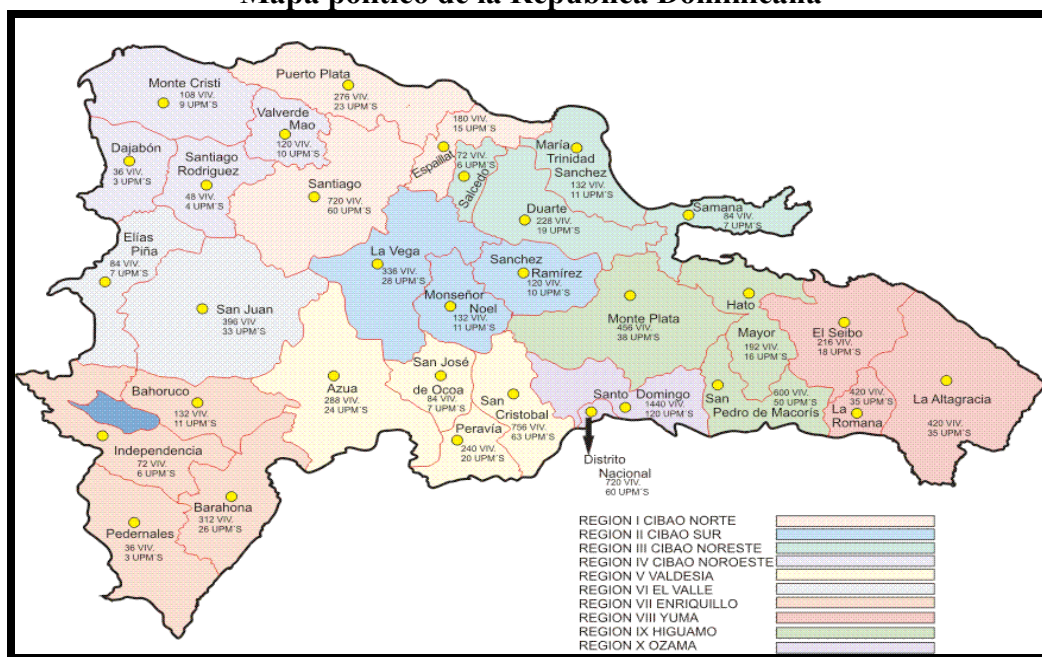 Mapa político de la República Dominicana
Monte Cristi
108 VIV.
9 UPM´S
Puerto Plata
276 VIV.
23 UPM´S
Valverde
Mao
120 VIV.
10 UPM´S
180 VIV.
15 UPM´S
Espaillat
72 VIV.
6 UPM´S
Salcedo
María
Trinidad
Sanchez
132 VIV.
11 UPM´S
Dajabón
36 VIV.
3 UPM´S
Santiago
Rodriguez
48 VIV.
4 UPM´S
Santiago
720 VIV.
60 UPM´S
Duarte
228 VIV.
19 UPM´S
Samana
84 VIV.
7 UPM´S
Elías
Piña
84 VIV.
7 UPM´S
La Vega
336 VIV.
28 UPM´S
Sanchez
Ramírez
120 VIV.
10 UPM´S
San Juan
396 VIV
33 UPM´S
Monseñor
Noel
132 VIV.
11 UPM´S
Monte Plata
456 VIV.
38 UPM´S
Hato
Mayor
192 VIV.
16 UPM´S
El Seibo
216 VIV.
18 UPM´S
Bahoruco
132 VIV.
11 UPM´S
Azua
288 VIV.
24 UPM´S
San José
de Ocoa
84 VIV.
7 UPM´S
San
Cristobal
756 VIV.
63 UPM´S
Peravía
240 VIV.
20 UPM´S
Santo Domingo
1440 VIV.
120 UPM´S
600 VIV.
50 UPM´S
San
Pedro de Macorís
420 VIV.
35 UPM´S
La
Romana
La Altagracia
420 VIV.
35 UPM´S
Independencia
72 VIV.
6 UPM´S
Distrito
Nacional
720 VIV.
60 UPM´S
Barahona
312 VIV.
26 UPM´S
Pedernales
36 VIV.
3 UPM´S
REGION I CIBAO NORTE
REGION II CIBAO SUR
REGION III CIBAO NORESTE
REGION IV CIBAO NOROESTE
REGION V VALDESIA
REGION VI EL VALLE
REGION VII ENRIQUILLO
REGION VIII YUMA
REGION IX HIGUAMO
REGION X OZAMA